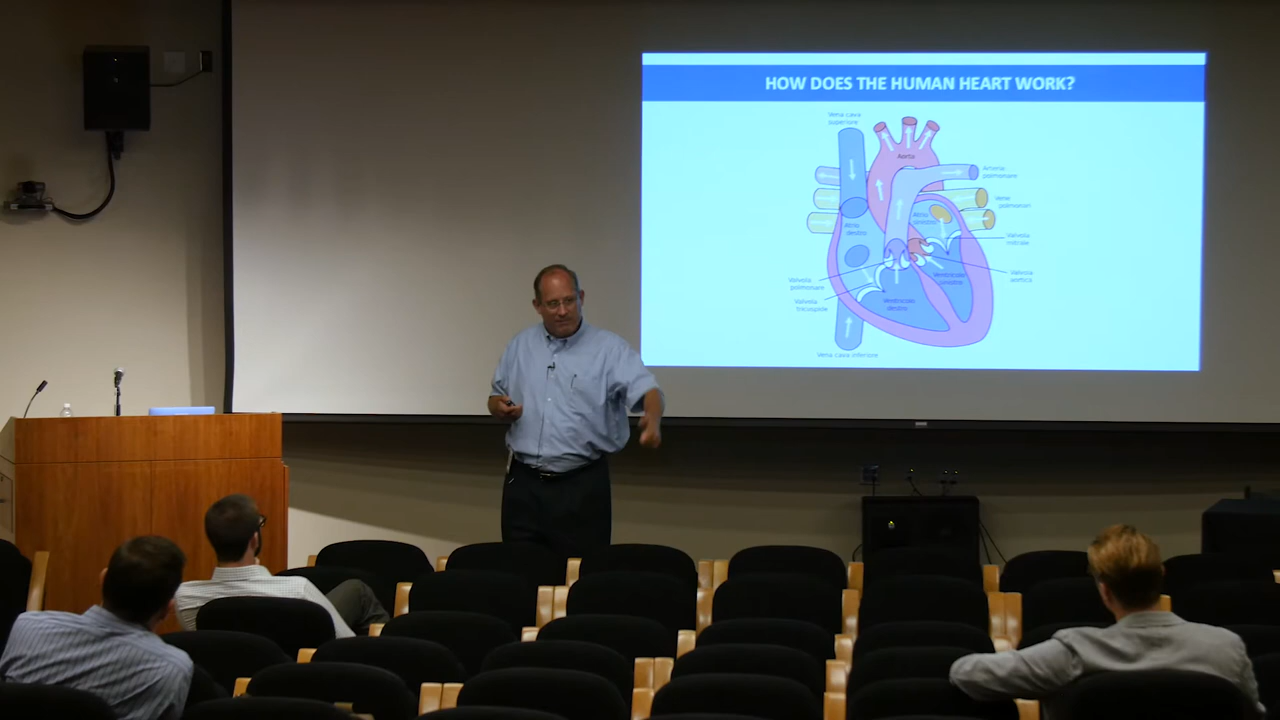 HOW DOES THE HUMAN HEART WORK?
Vena cava
superiore
Aorta
Arteria
polmonare
Vene
polmonari
Atrio
destro
Atrio
sinistro
Valvola
mitrale
Valvola
polmonare
Valvola
aortica
Ventricolo
sinistro
Valvola
tricuspide
Ventricolo
destro
Vena cava inferiore